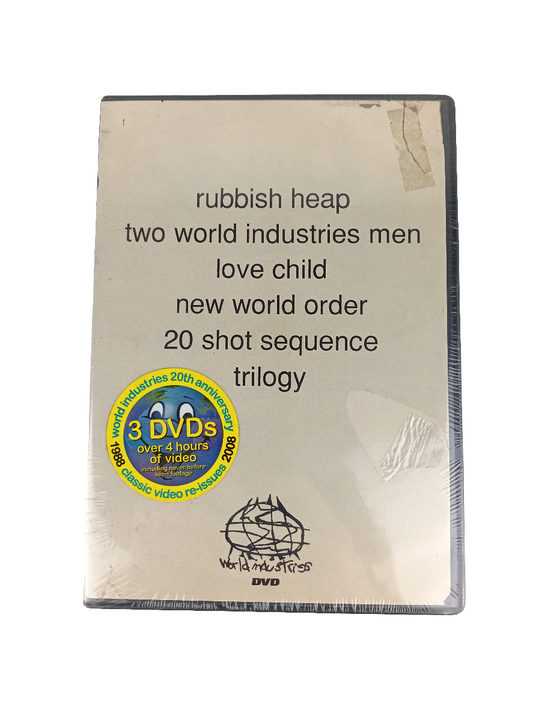 rubbish heap
two world industries men
love child
new world order
20 shot sequence
trilogy
world industries 20th anniversary
3 DVDs
over 4 hours
of video
including never before
seen footage
1988 classic video re-issues 2008
world industries
DVD